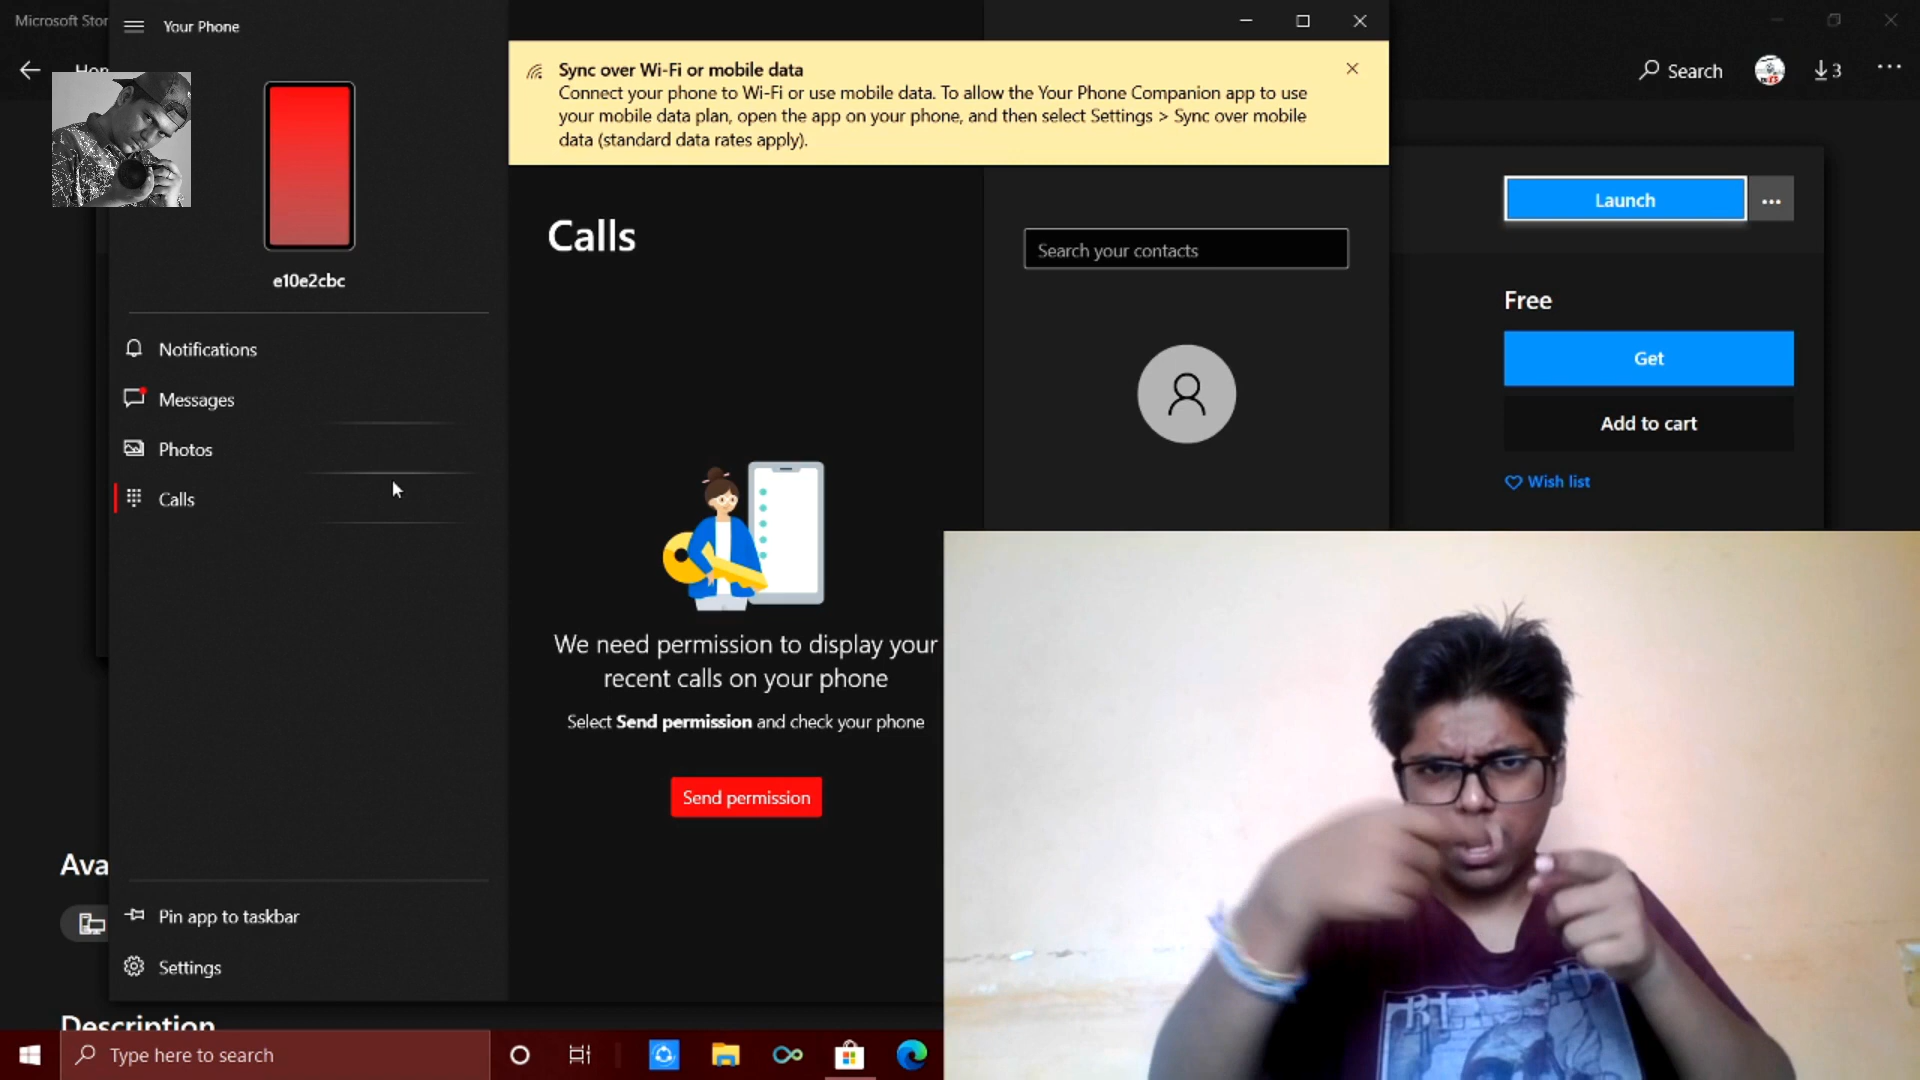 Microsoft Stor
Your Phone
Hon
Search
3
Sync over Wi-Fi or mobile data
Connect your phone to Wi-Fi or use mobile data. To allow the Your Phone Companion app to use
your mobile data plan, open the app on your phone, and then select Settings > Sync over mobile
data (standard data rates apply).
e10e2cbc
Notifications
Messages
Photos
Calls
Pin app to taskbar
Settings
Calls
Search your contacts
We need permission to display your
recent calls on your phone
Select Send permission and check your phone
Send permission
Launch
Free
Get
Add to cart
Wish list
Ava
Description
Type here to search